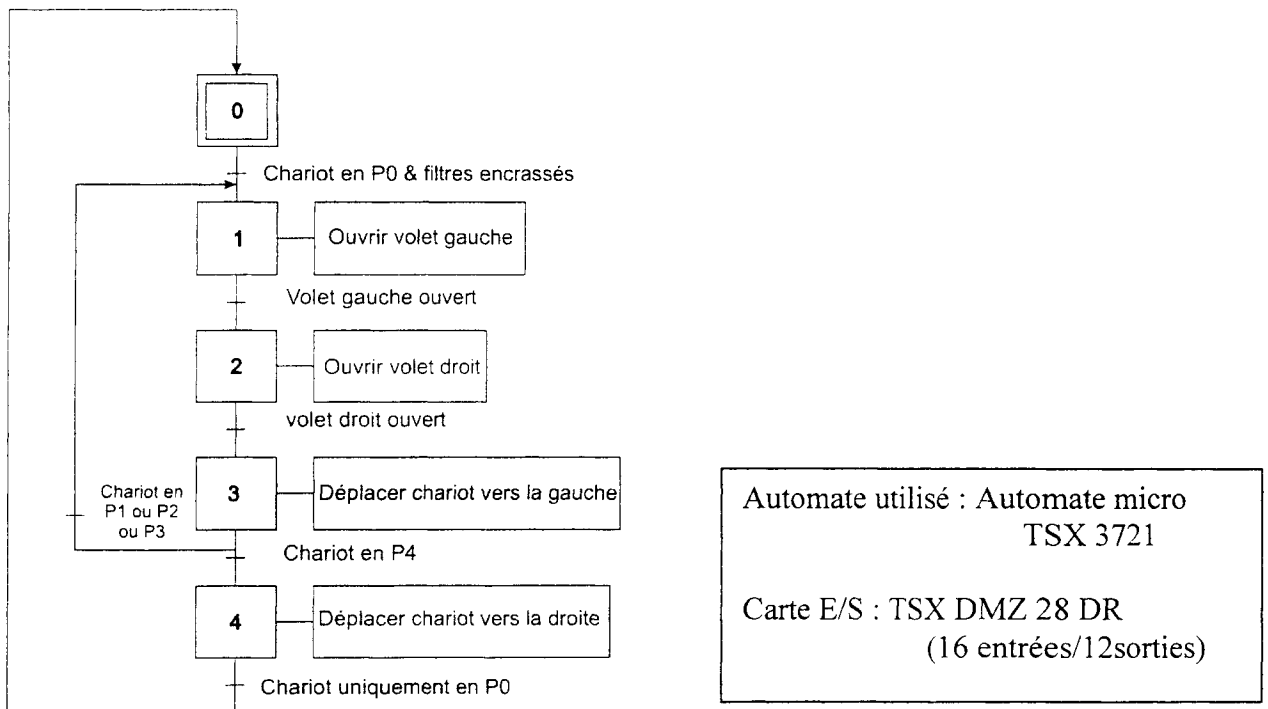 0
Chariot en P0 & filtres encrassés
1
Ouvrir volet gauche
Volet gauche ouvert
2
Ouvrir volet droit
volet droit ouvert
3
Déplacer chariot vers la gauche
Chariot en
P1 ou P2
ou P3
Chariot en P4
4
Déplacer chariot vers la droite
Chariot uniquement en P0
Automate utilisé : Automate micro
TSX 3721
Carte E/S : TSX DMZ 28 DR
(16 entrées/12sorties)